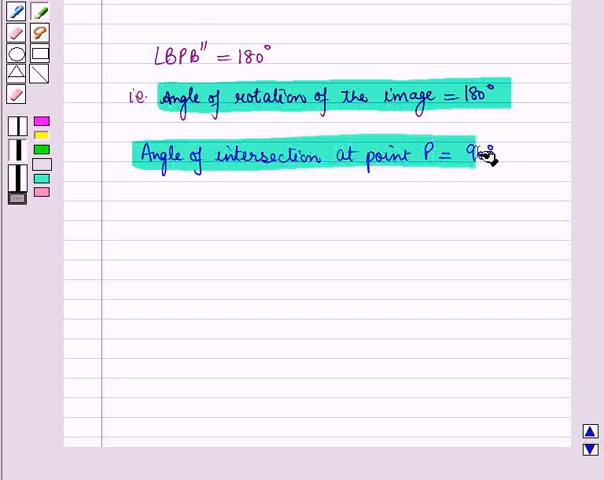 ∠BPB'' = 180°
i.e. Angle of rotation of the image = 180°
Angle of intersection at point P = 90°